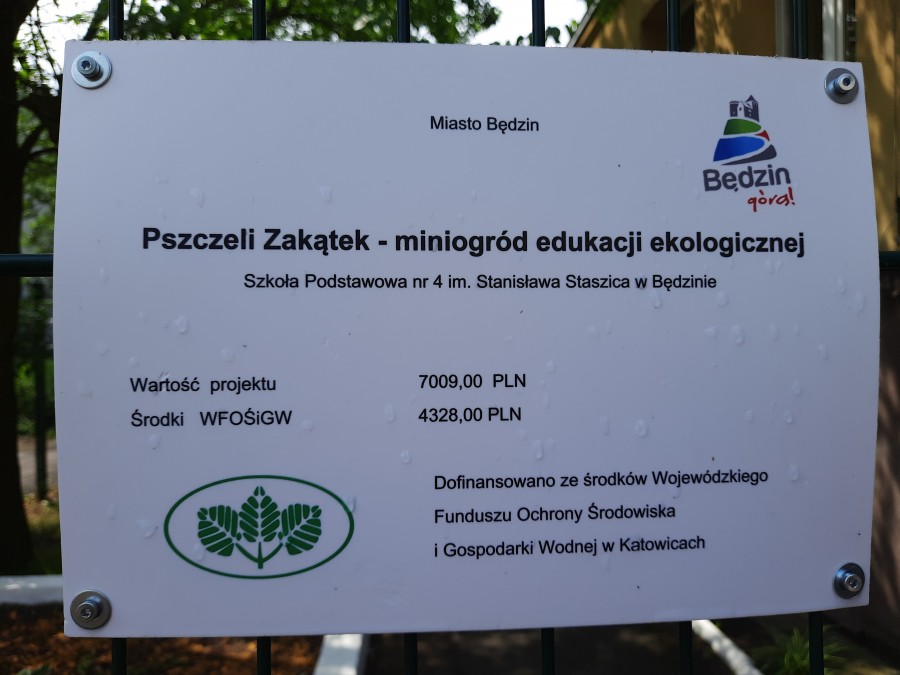 Miasto Będzin
Będzin
górą!
Pszczeli Zakątek - miniogród edukacji ekologicznej
Szkoła Podstawowa nr 4 im. Stanisława Staszica w Będzinie
Wartość projektu 7009,00 PLN
Środki WFOŚiGW 4328,00 PLN
Dofinansowano ze środków Wojewódzkiego
Funduszu Ochrony Środowiska
i Gospodarki Wodnej w Katowicach